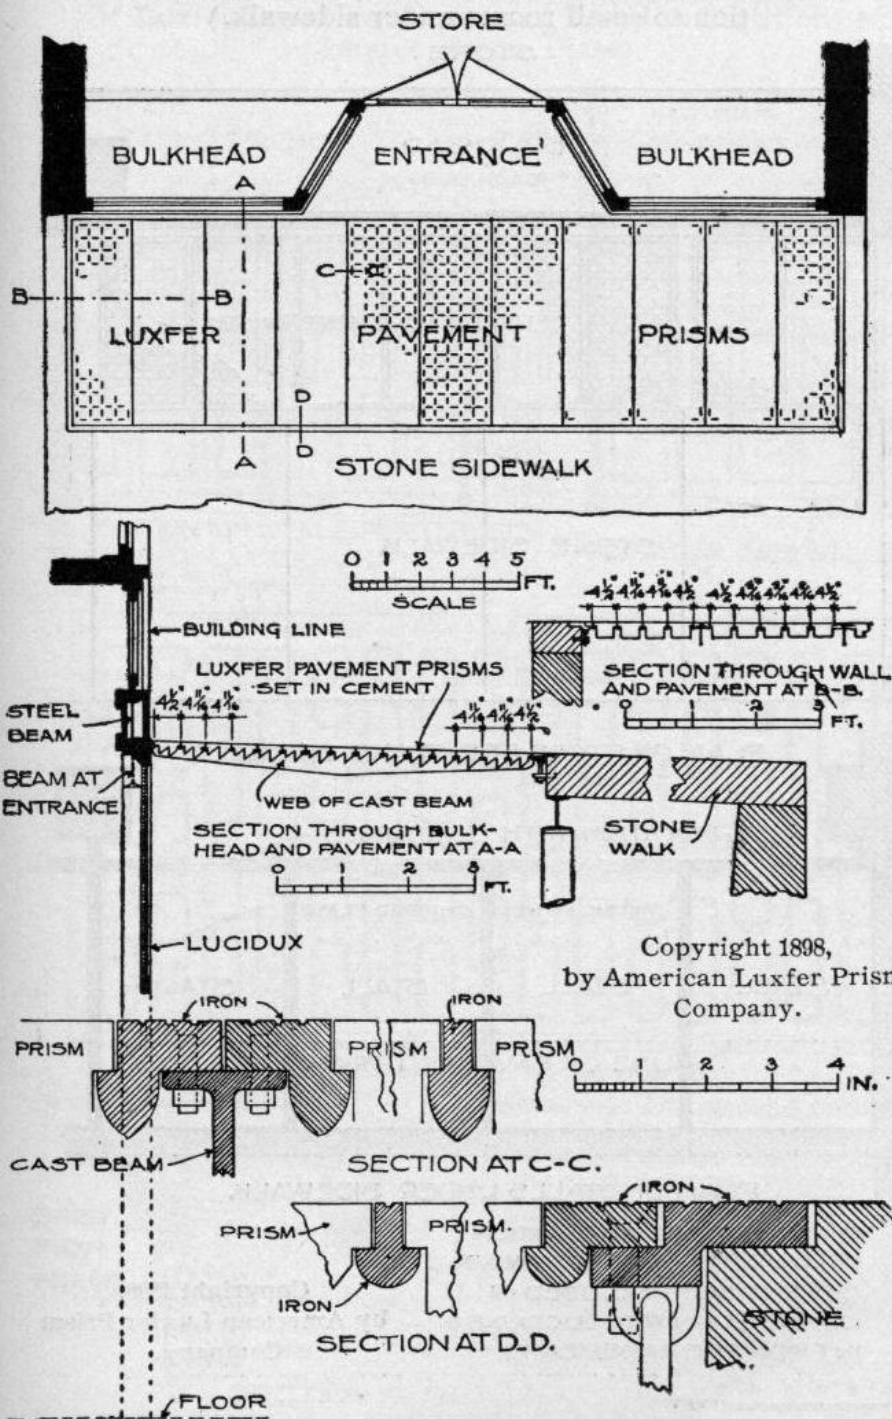 STORE
BULKHEAD
ENTRANCE
BULKHEAD
A
C C
B B
LUXFER
PAVEMENT
PRISMS
D
A
D
STONE SIDEWALK
0 1 2 3 4 5 FT.
SCALE
BUILDING LINE
LUXFER PAVEMENT PRISMS
SET IN CEMENT
STEEL
BEAM
BEAM AT
ENTRANCE
WEB OF CAST BEAM
SECTION THROUGH BULK-
HEAD AND PAVEMENT AT A-A
0 1 2 3 FT.
SECTION THROUGH WALL
AND PAVEMENT AT B-B.
0 1 2 3 FT.
STONE
WALK
LUCIDUX
Copyright 1898,
by American Luxfer Prism
Company.
IRON
IRON
PRISM
PRISM
PRISM
0 1 2 3 4 IN.
CAST BEAM
SECTION AT C-C.
IRON
PRISM
PRISM.
IRON
STONE
SECTION AT D-D.
FLOOR